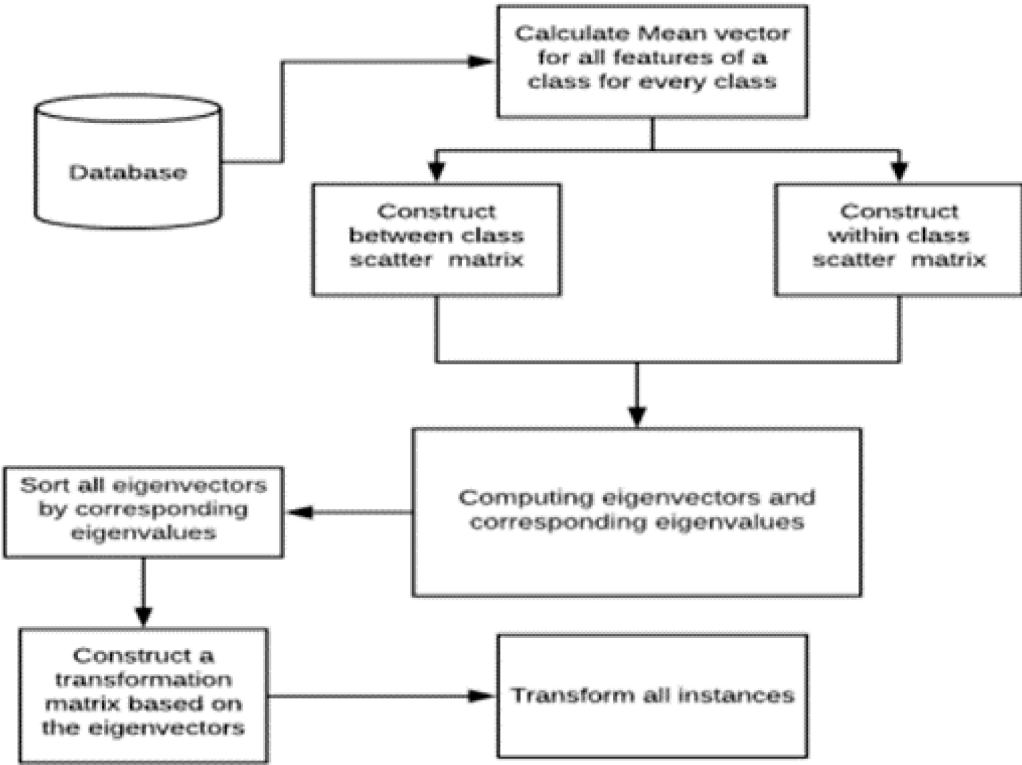 Calculate Mean vector
for all features of a
class for every class
Database
Construct
between class
scatter matrix
Construct
within class
scatter matrix
Computing eigenvectors and
corresponding eigenvalues
Sort all eigenvectors
by corresponding
eigenvalues
Construct a
transformation
matrix based on
the eigenvectors
Transform all instances